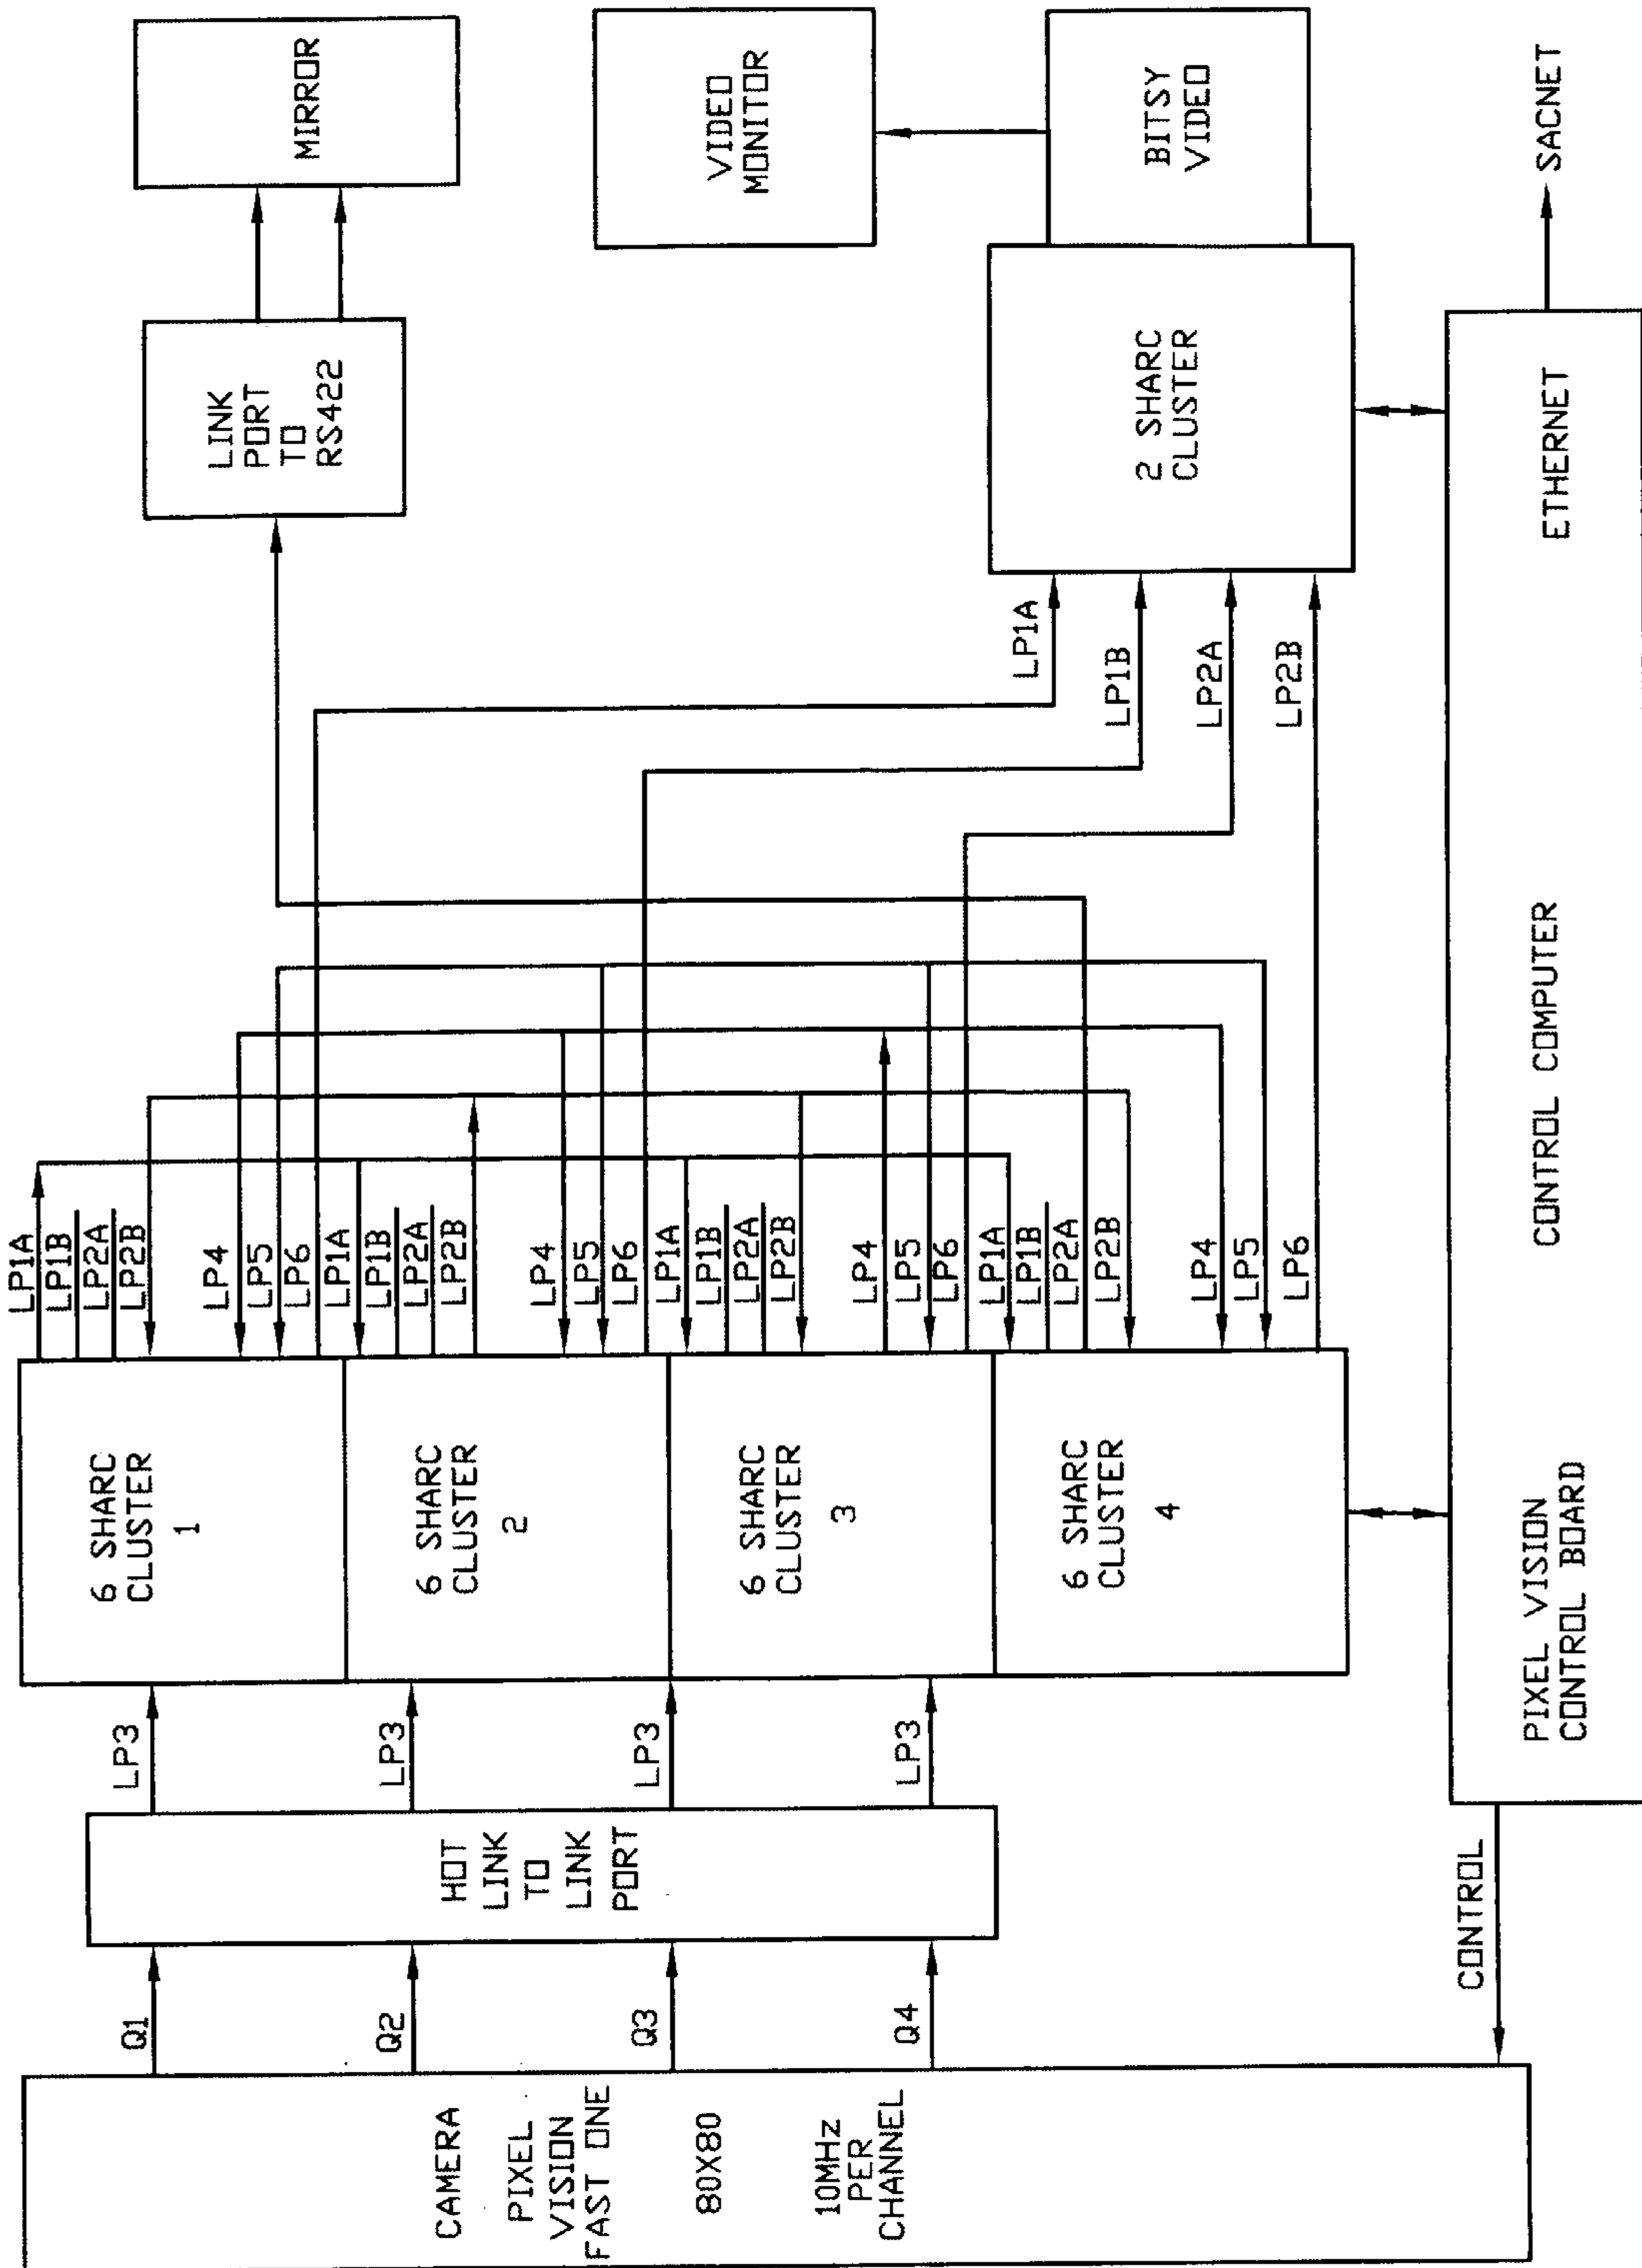 CAMERA
PIXEL
VISION
FAST ONE
80X80
10MHz
PER
CHANNEL
Q1
Q2
Q3
Q4
CONTROL
HOT
LINK
TO
LINK
PORT
LP3
LP3
LP3
LP3
6 SHARC
CLUSTER
1
6 SHARC
CLUSTER
2
6 SHARC
CLUSTER
3
6 SHARC
CLUSTER
4
LP1A
LP1B
LP2A
LP2B
LP4
LP5
LP6
LP1A
LP1B
LP2A
LP2B
LP4
LP5
LP6
LP1A
LP1B
LP2A
LP2B
LP4
LP5
LP6
LP1A
LP1B
LP2A
LP2B
LP4
LP5
LP6
LINK
PORT
TO
RS422
MIRROR
LP1A
LP1B
LP2A
LP2B
2 SHARC
CLUSTER
VIDEO
MONITOR
BITSY
VIDEO
PIXEL VISION
CONTROL BOARD
CONTROL COMPUTER
ETHERNET
SACNET